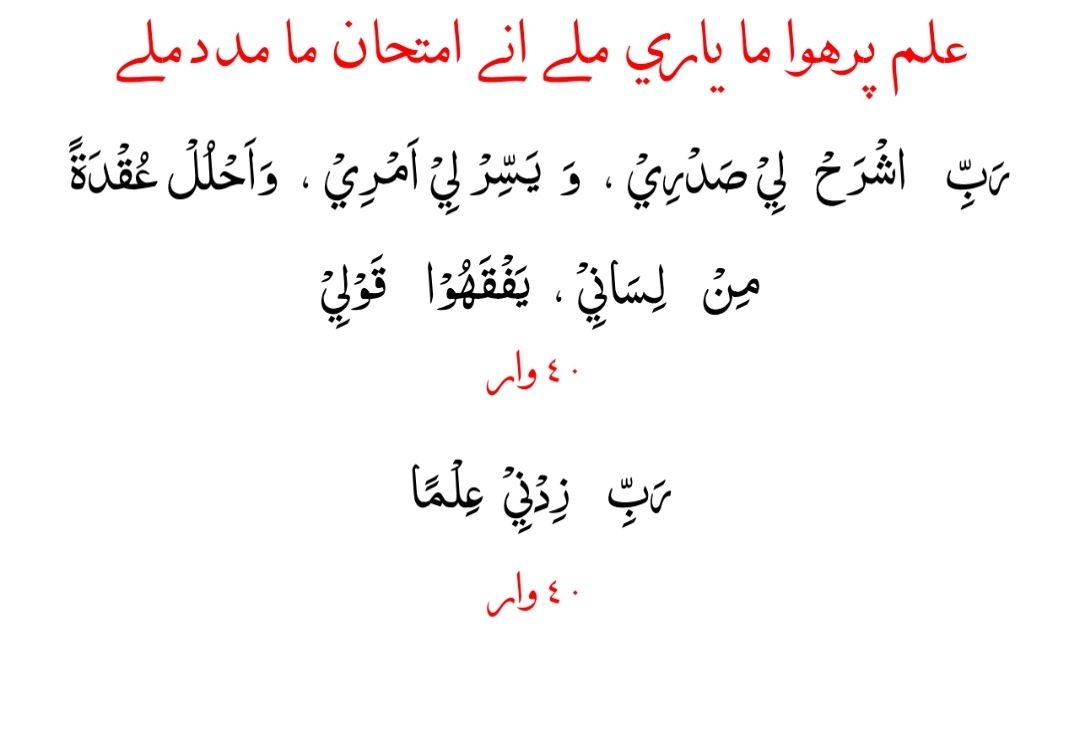 علم پرهوا ما ياري ملے انے امتحان ما مدد ملے
رَبِّ اشْرَحْ لِيْ صَدْرِيْ ، وَ يَسِّرْ لِيْ اَمْرِيْ ، وَاَحْلُلْ عُقْدَةً
مِنْ لِسَانِيْ ، يَفْقَهُوْا قَوْلِيْ
٤٠ وار
رَبِّ زِدْنِيْ عِلْمًا
٤٠ وار